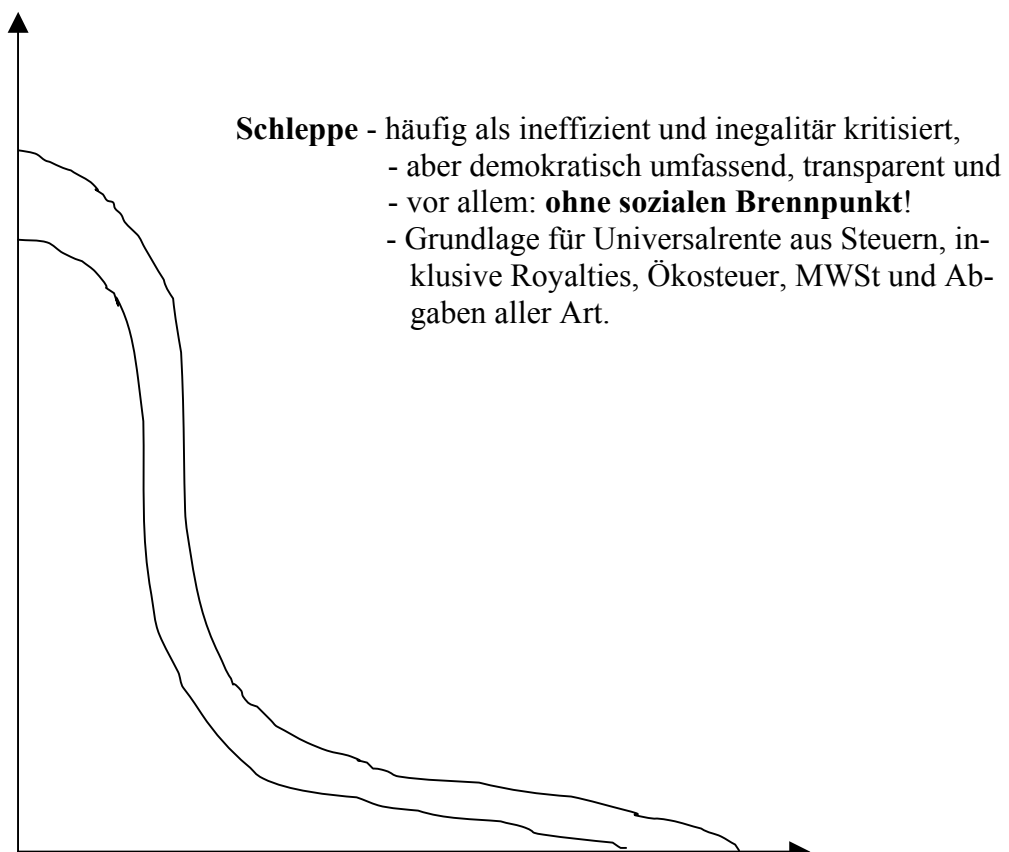 Schleppe - häufig als ineffizient und inegalitär kritisiert,
- aber demokratisch umfassend, transparent und
- vor allem: ohne sozialen Brennpunkt!
- Grundlage für Universalrente aus Steuern, in-
klusive Royalties, Ökosteuer, MWSt und Ab-
gaben aller Art.